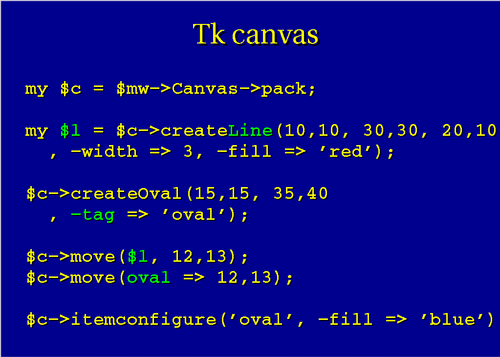 Tk canvas
my $c = $mw->Canvas->pack;
my $l = $c->createLine(10,10, 30,30, 20,10
, -width => 3, -fill => ’red’);
$c->createOval(15,15, 35,40
, -tag => ’oval’);
$c->move($l, 12,13);
$c->move(oval => 12,13);
$c->itemconfigure(’oval’, -fill => ’blue’)